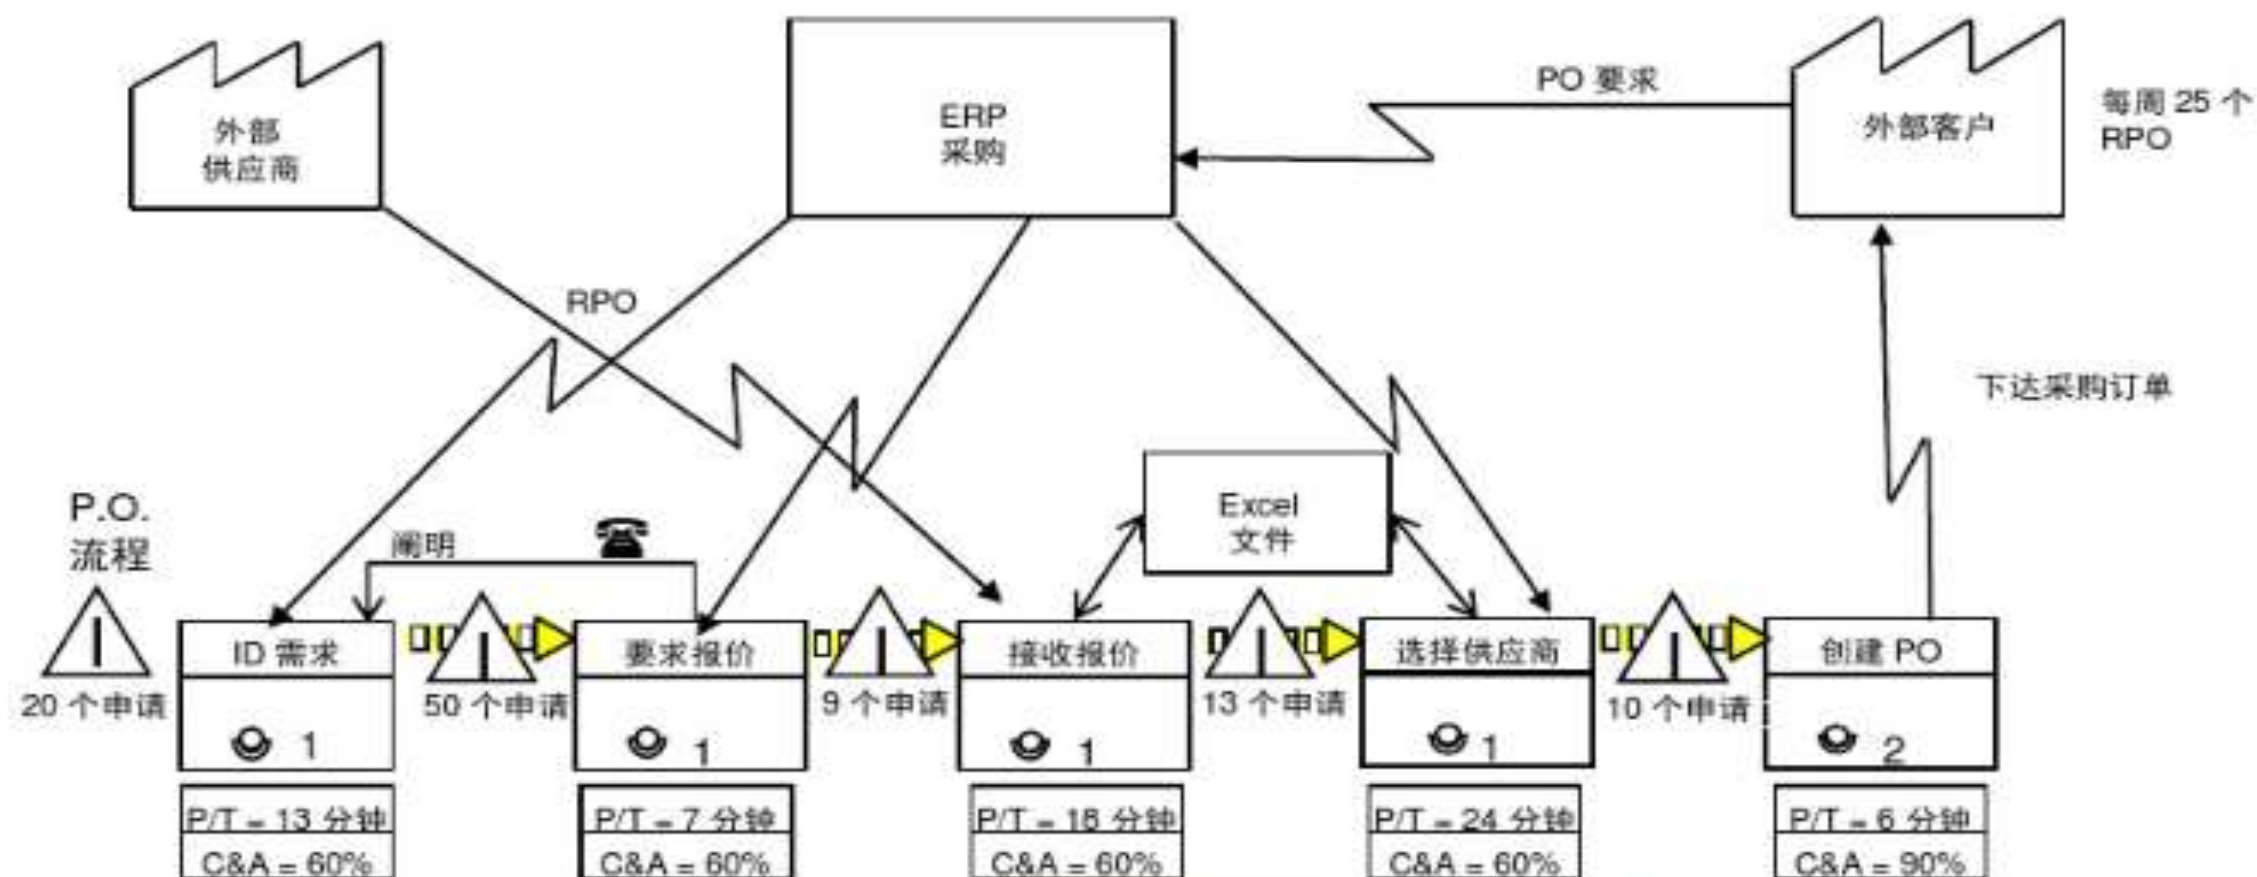 外部
供应商
ERP
采购
PO 要求
外部客户
每周 25 个
RPO
RPO
下达采购订单
Excel
文件
P.O.
流程
阐明
20 个申请
ID 需求
1
P/T = 13 分钟
C&A = 60%
50 个申请
要求报价
1
P/T = 7 分钟
C&A = 60%
9 个申请
接收报价
1
P/T = 18 分钟
C&A = 60%
13 个申请
选择供应商
1
P/T = 24 分钟
C&A = 60%
10 个申请
创建 PO
2
P/T = 6 分钟
C&A = 90%